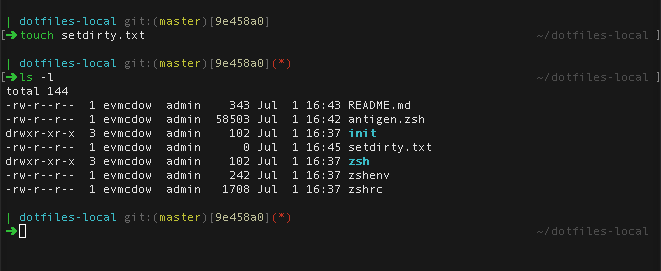 | dotfiles-local git:(master)[9e458a0]
[➔touch setdirty.txt ~/dotfiles-local ]
| dotfiles-local git:(master)[9e458a0](*)
[➔ls -l ~/dotfiles-local ]
total 144
-rw-r--r-- 1 evmcdow admin 343 Jul 1 16:43 README.md
-rw-r--r-- 1 evmcdow admin 58503 Jul 1 16:42 antigen.zsh
drwxr-xr-x 3 evmcdow admin 102 Jul 1 16:37 init
-rw-r--r-- 1 evmcdow admin 0 Jul 1 16:45 setdirty.txt
drwxr-xr-x 3 evmcdow admin 102 Jul 1 16:37 zsh
-rw-r--r-- 1 evmcdow admin 242 Jul 1 16:37 zshenv
-rw-r--r-- 1 evmcdow admin 1708 Jul 1 16:37 zshrc
| dotfiles-local git:(master)[9e458a0](*)
➔ ~/dotfiles-local